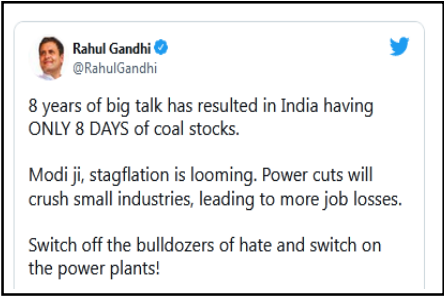 Rahul Gandhi
@RahulGandhi
8 years of big talk has resulted in India having
ONLY 8 DAYS of coal stocks.
Modi ji, stagflation is looming. Power cuts will
crush small industries, leading to more job losses.
Switch off the bulldozers of hate and switch on
the power plants!